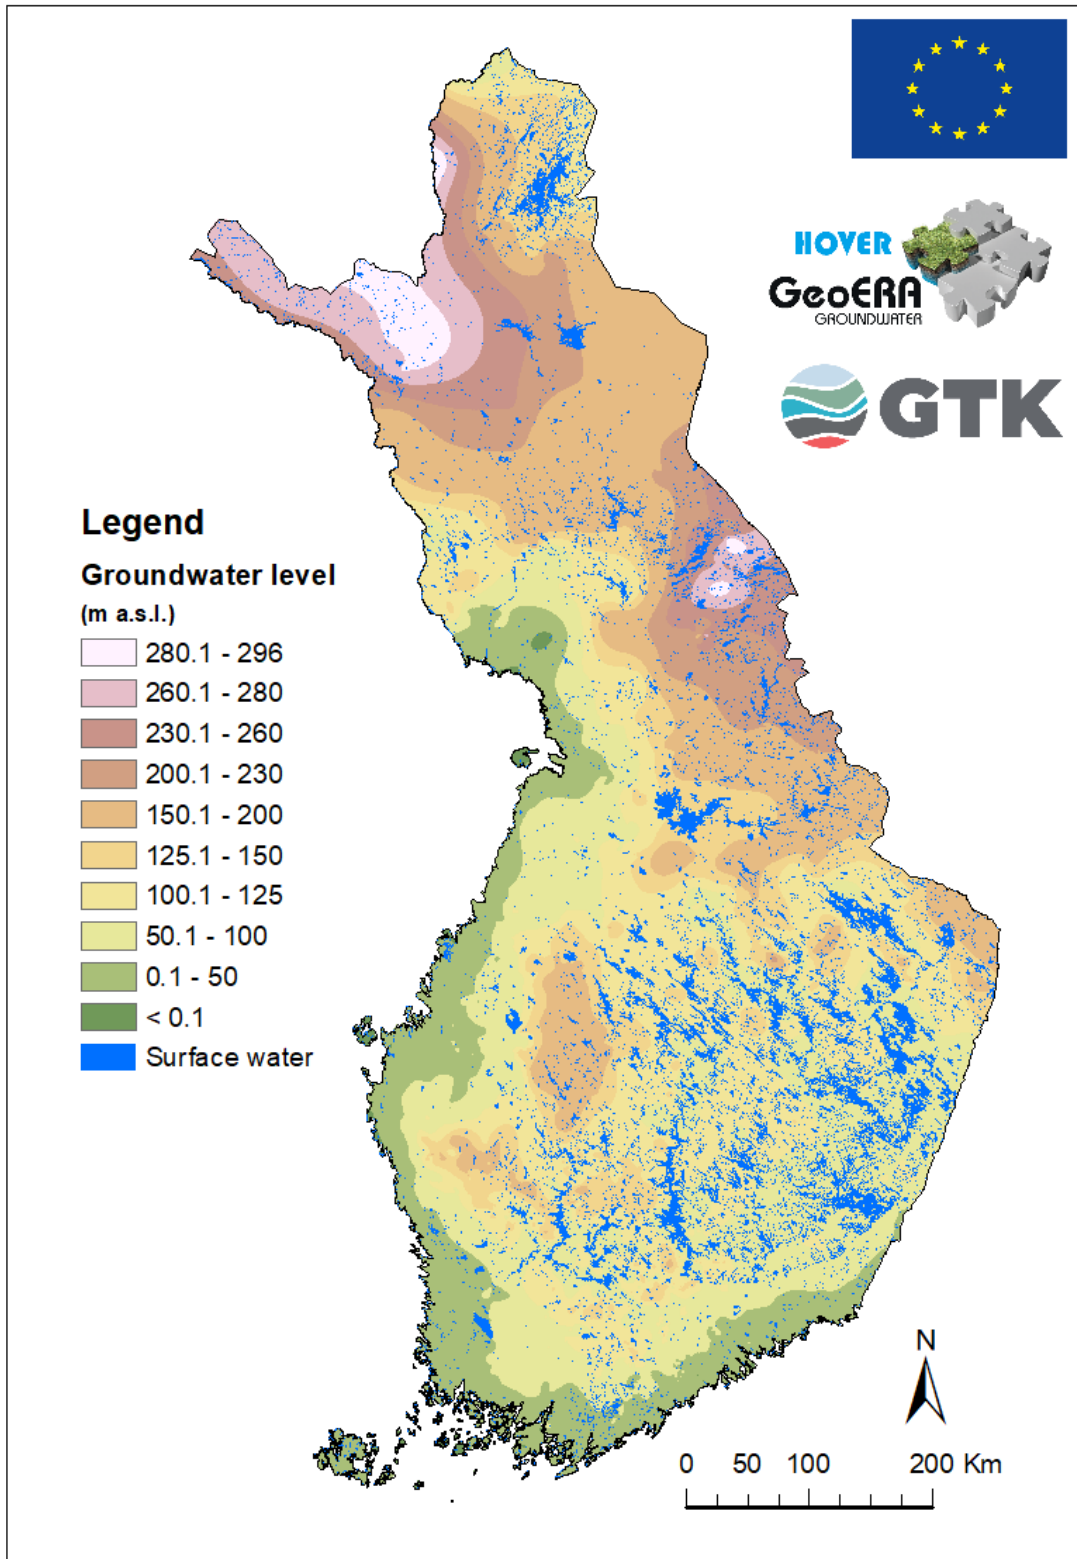 HOVER
GeoERA
GROUNDWATER
GTK
Legend
Groundwater level
(m a.s.l.)
280.1 - 296
260.1 - 280
230.1 - 260
200.1 - 230
150.1 - 200
125.1 - 150
100.1 - 125
50.1 - 100
0.1 - 50
< 0.1
Surface water
N
0 50 100 200 Km